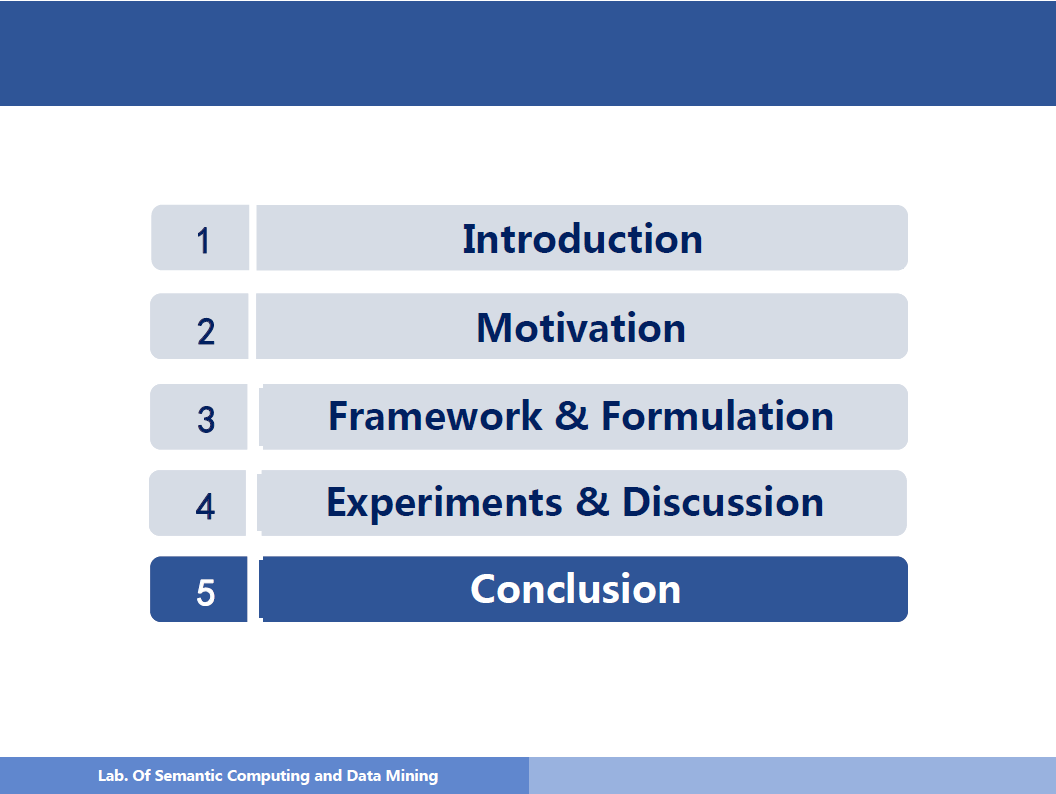 1 Introduction
2 Motivation
3 Framework & Formulation
4 Experiments & Discussion
5 Conclusion
Lab. Of Semantic Computing and Data Mining